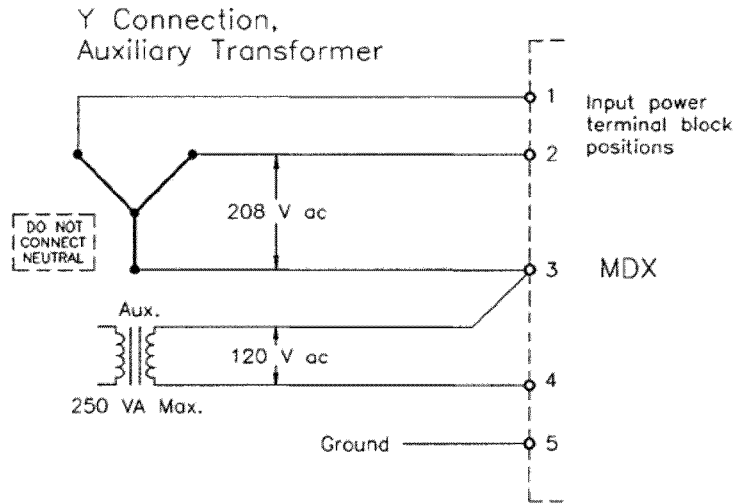 Y Connection,
Auxiliary Transformer
1
Input power
terminal block
positions
2
208 V ac
DO NOT
CONNECT
NEUTRAL
3
MDX
Aux.
120 V ac
4
250 VA Max.
Ground
5